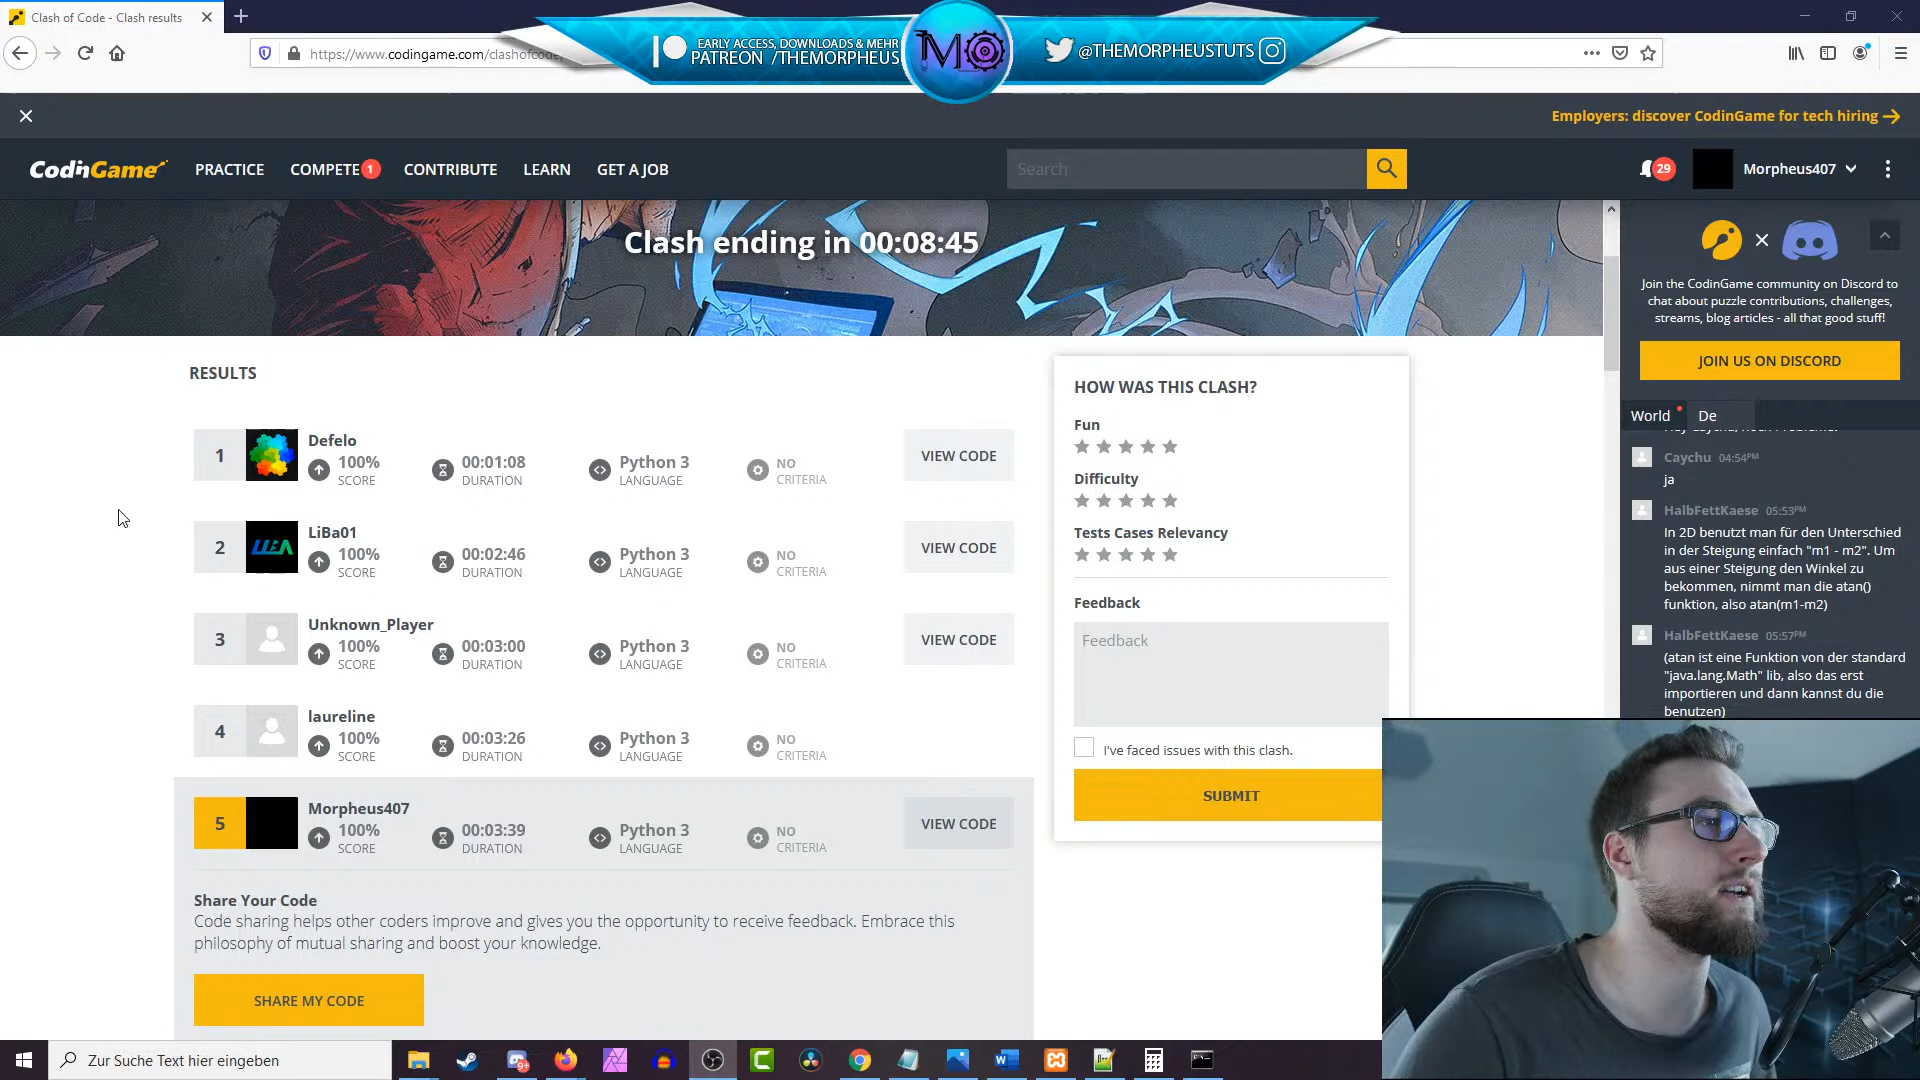 Clash of Code - Clash results
EARLY ACCESS, DOWNLOADS & MEHR
PATREON /THEMORPHEUS
MO
@THEMORPHEUSTUTS
https://www.codingame.com/clashofcode
Employers: discover CodinGame for tech hiring
CodinGame
PRACTICE
COMPETE 1
CONTRIBUTE
LEARN
GET A JOB
Search
29
Morpheus407
Clash ending in 00:08:45
Join the CodinGame community on Discord to
chat about puzzle contributions, challenges,
streams, blog articles - all that good stuff!
JOIN US ON DISCORD
World
De
RESULTS
1
Defelo
100%
SCORE
00:01:08
DURATION
Python 3
LANGUAGE
NO
CRITERIA
VIEW CODE
2
LiBa01
100%
SCORE
00:02:46
DURATION
Python 3
LANGUAGE
NO
CRITERIA
VIEW CODE
3
Unknown_Player
100%
SCORE
00:03:00
DURATION
Python 3
LANGUAGE
NO
CRITERIA
VIEW CODE
4
laureline
100%
SCORE
00:03:26
DURATION
Python 3
LANGUAGE
NO
CRITERIA
5
Morpheus407
100%
SCORE
00:03:39
DURATION
Python 3
LANGUAGE
NO
CRITERIA
VIEW CODE
Share Your Code
Code sharing helps other coders improve and gives you the opportunity to receive feedback. Embrace this
philosophy of mutual sharing and boost your knowledge.
SHARE MY CODE
HOW WAS THIS CLASH?
Fun
Difficulty
Tests Cases Relevancy
Feedback
Feedback
I've faced issues with this clash.
SUBMIT
Caychu 04:54PM
ja
HalbFettKaese 05:53PM
In 2D benutzt man für den Unterschied
in der Steigung einfach "m1 - m2". Um
aus einer Steigung den Winkel zu
bekommen, nimmt man die atan()
funktion, also atan(m1-m2)
HalbFettKaese 05:57PM
(atan ist eine Funktion von der standard
"java.lang.Math" lib, also das erst
importieren und dann kannst du die
benutzen)
Zur Suche Text hier eingeben